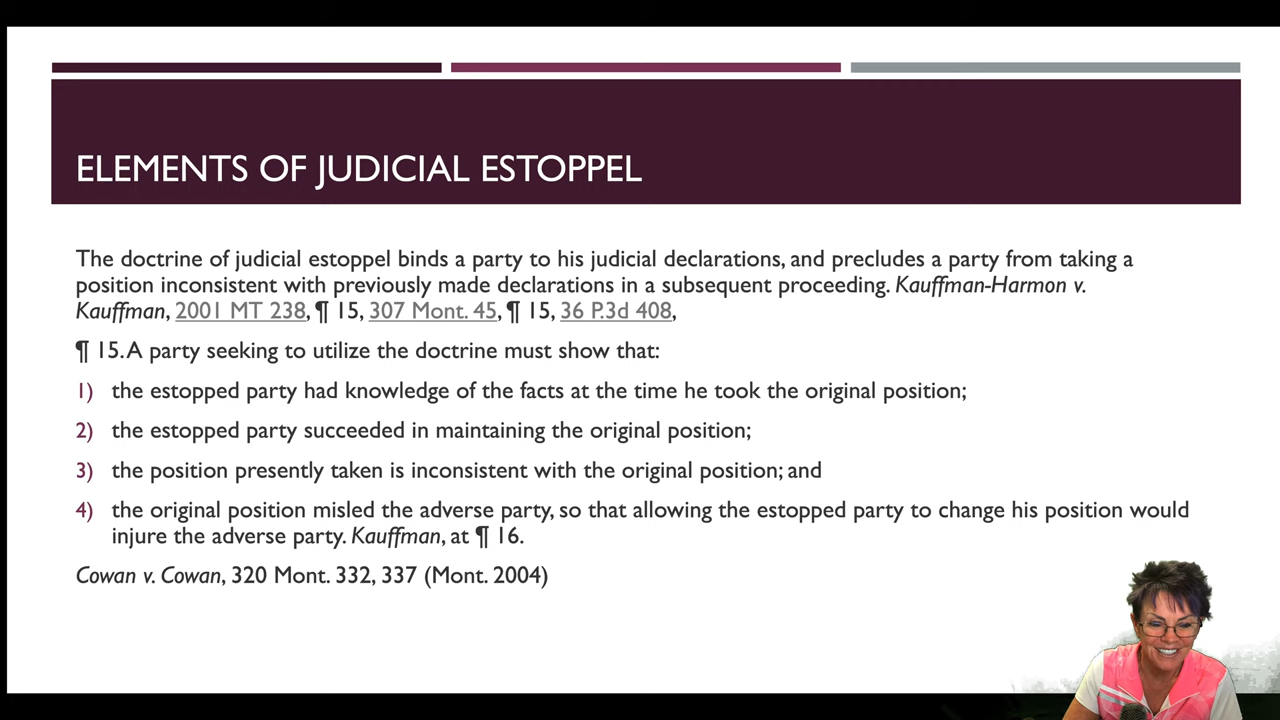 ELEMENTS OF JUDICIAL ESTOPPEL
The doctrine of judicial estoppel binds a party to his judicial declarations, and precludes a party from taking a
position inconsistent with previously made declarations in a subsequent proceeding. Kauffman-Harmon v.
Kauffman, 2001 MT 238, ¶ 15, 307 Mont. 45, ¶ 15, 36 P.3d 408,
¶ 15. A party seeking to utilize the doctrine must show that:
1) the estopped party had knowledge of the facts at the time he took the original position;
2) the estopped party succeeded in maintaining the original position;
3) the position presently taken is inconsistent with the original position; and
4) the original position misled the adverse party, so that allowing the estopped party to change his position would
injure the adverse party. Kauffman, at ¶ 16.
Cowan v. Cowan, 320 Mont. 332, 337 (Mont. 2004)